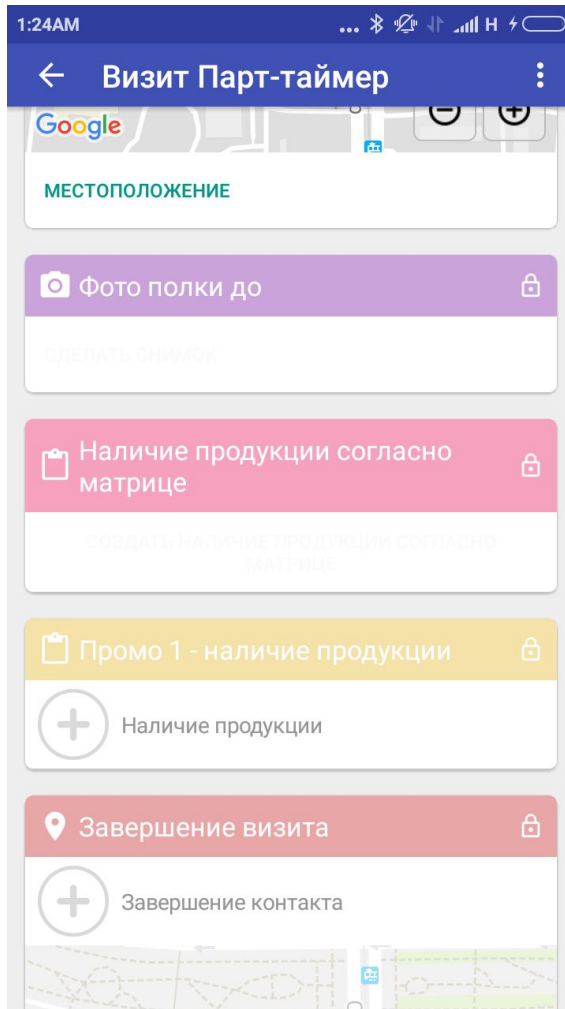 1:24AM
... H
Визит Парт-таймер
Google
МЕСТОПОЛОЖЕНИЕ
Фото полки до
СДЕЛАТЬ СНИМОК
Наличие продукции согласно
матрице
СОЗДАТЬ НАЛИЧИЕ ПРОДУКЦИИ СОГЛАСНО
МАТРИЦЕ
Промо 1 - наличие продукции
Наличие продукции
Завершение визита
Завершение контакта